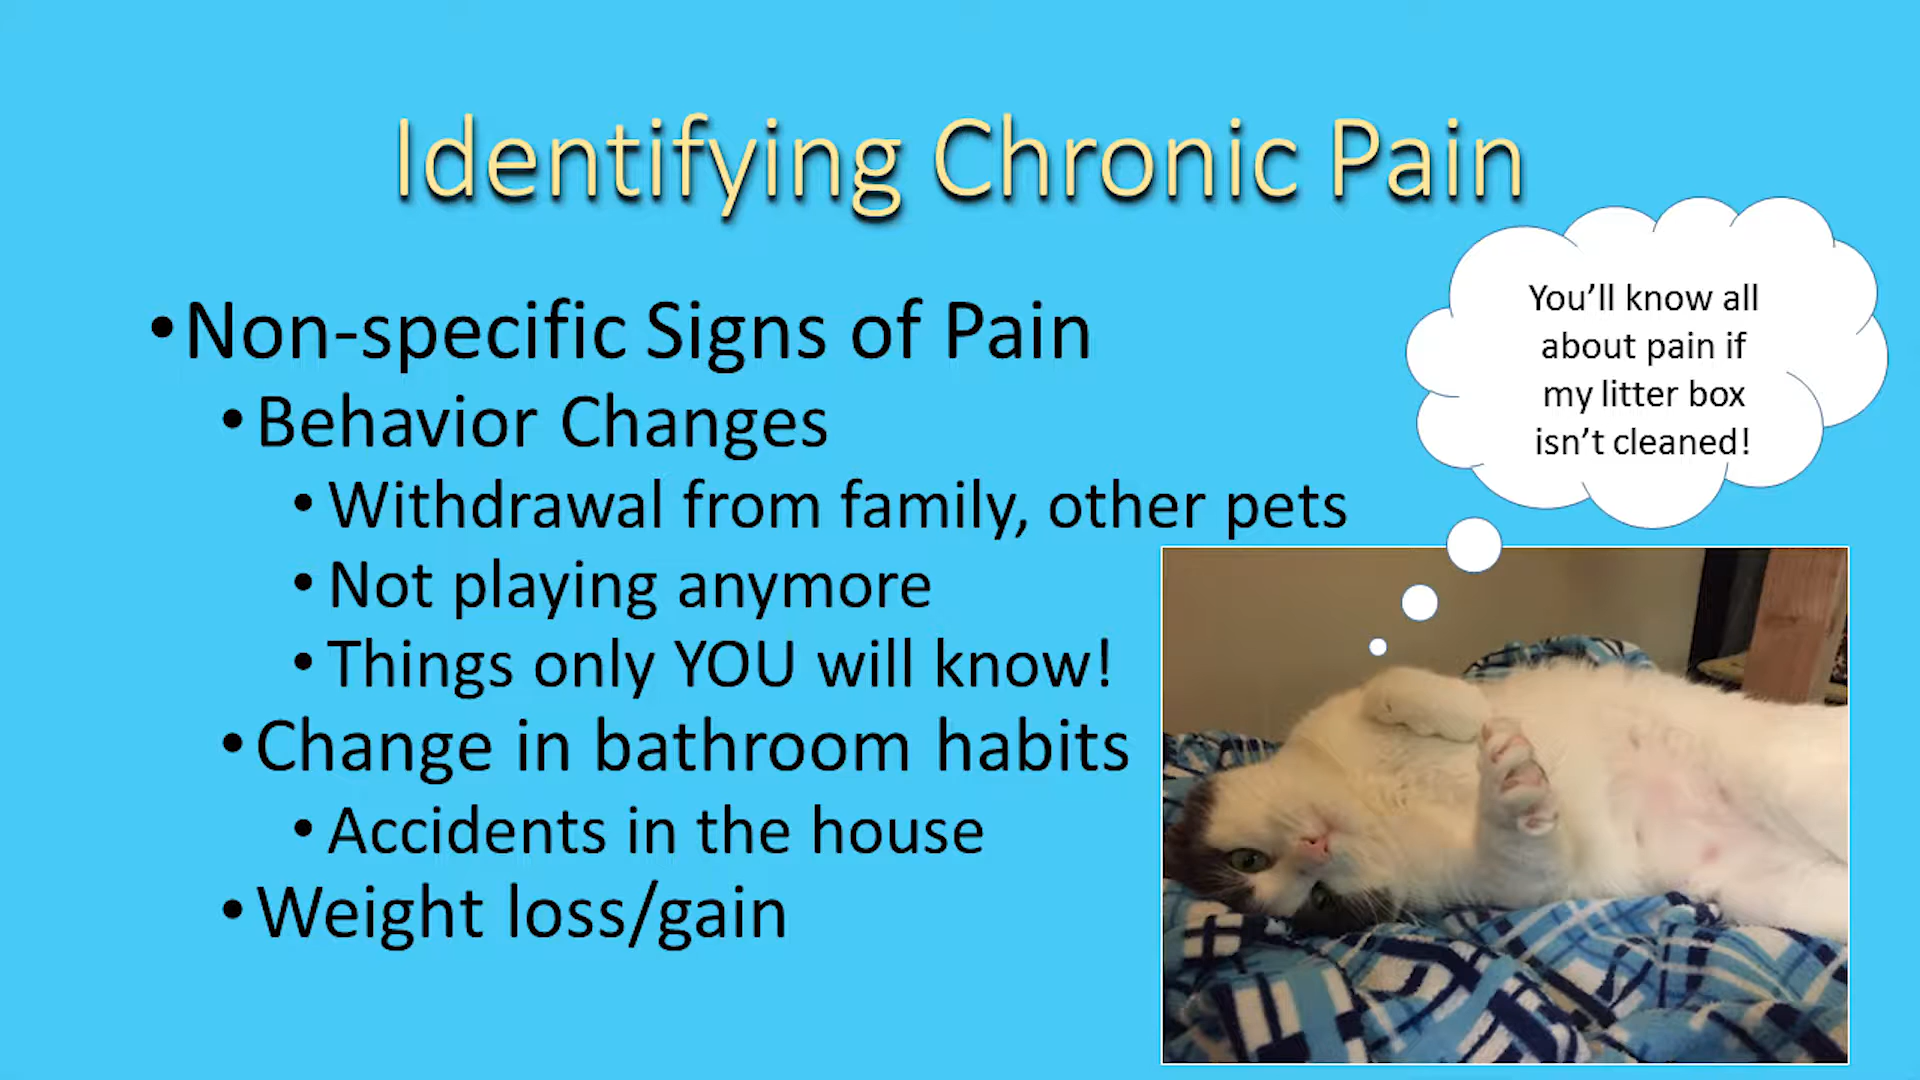 Identifying Chronic Pain
•Non-specific Signs of Pain
•Behavior Changes
•Withdrawal from family, other pets
•Not playing anymore
•Things only YOU will know!
•Change in bathroom habits
•Accidents in the house
•Weight loss/gain
You’ll know all
about pain if
my litter box
isn’t cleaned!